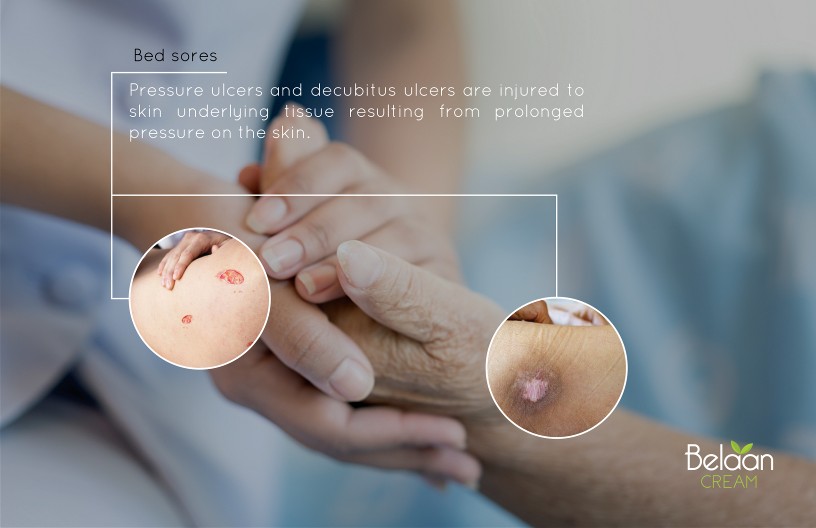 Bed sores
Pressure ulcers and decubitus ulcers are injured to
skin underlying tissue resulting from prolonged
pressure on the skin.
Belaan
CREAM